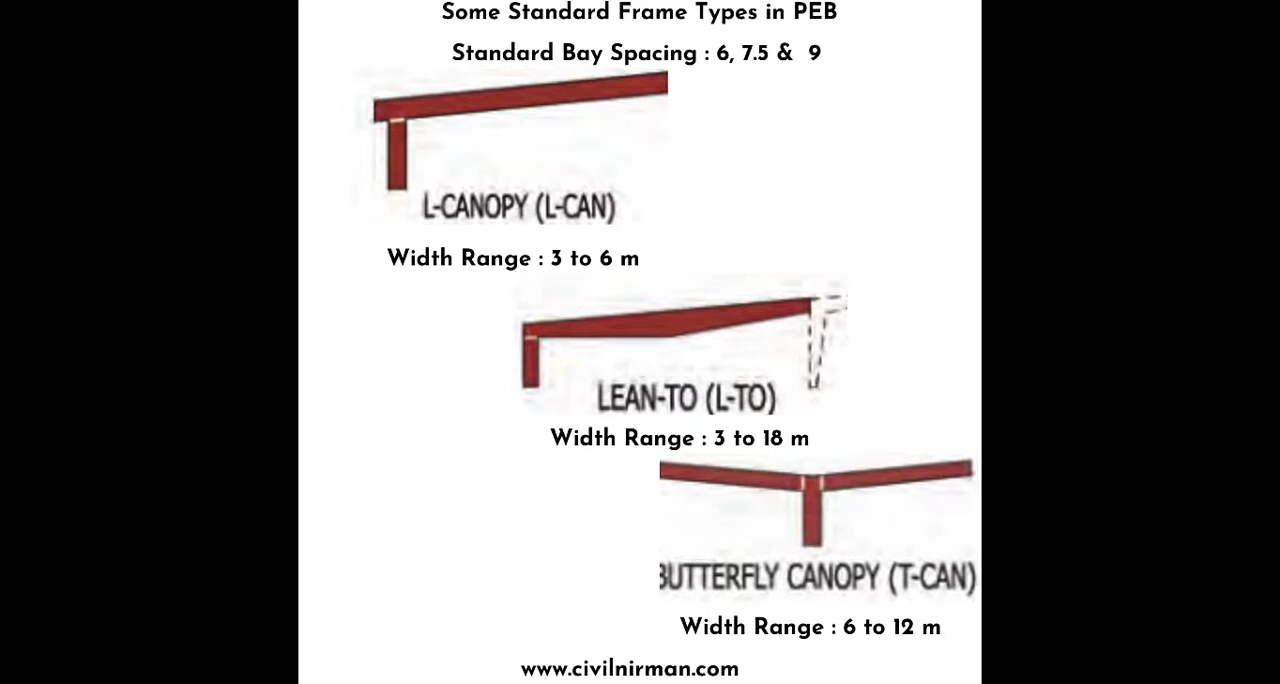 Some Standard Frame Types in PEB
Standard Bay Spacing : 6, 7.5 & 9
L-CANOPY (L-CAN)
Width Range : 3 to 6 m
LEAN-TO (L-TO)
Width Range : 3 to 18 m
BUTTERFLY CANOPY (T-CAN)
Width Range : 6 to 12 m
www.civilnirman.com